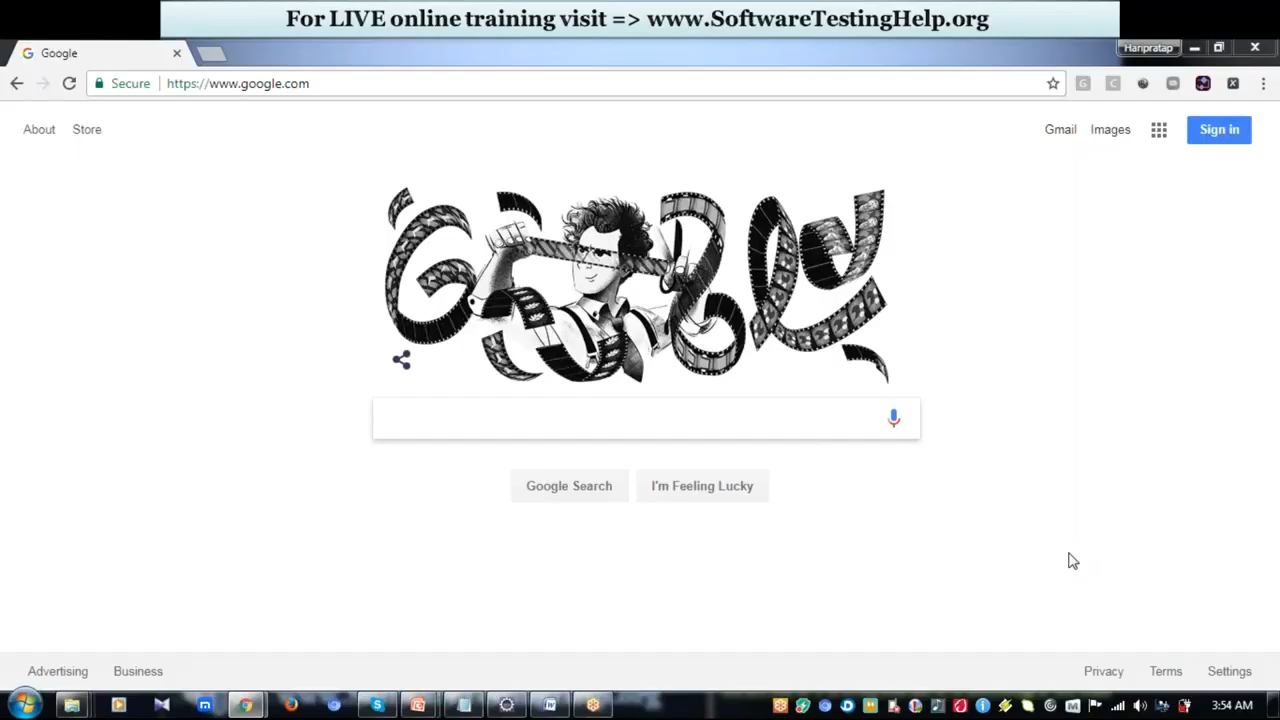 For LIVE online training visit => www.SoftwareTestingHelp.org
Google
Haripratap
Secure
https://www.google.com
About
Store
Gmail
Images
Sign in
Google Search
I'm Feeling Lucky
Advertising
Business
Privacy
Terms
Settings
3:54 AM